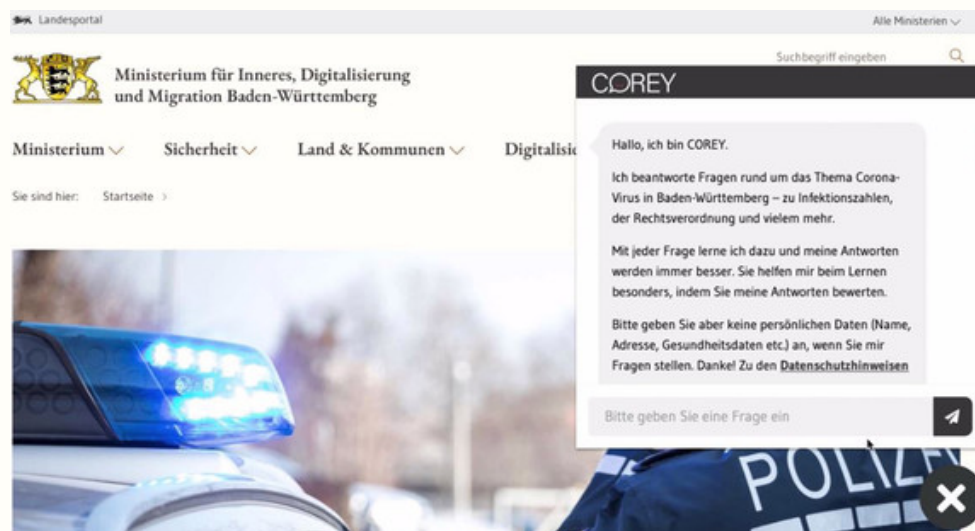 Landesportal
Alle Ministerien
Suchbegriff eingeben
Ministerium für Inneres, Digitalisierung
und Migration Baden-Württemberg
COREY
Ministerium
Sicherheit
Land & Kommunen
Sie sind hier: Startseite
Hallo, ich bin COREY.
Ich beantworte Fragen rund um das Thema Corona-
Virus in Baden-Württemberg – zu Infektionszahlen,
der Rechtsverordnung und vielem mehr.
Mit jeder Frage lerne ich dazu und meine Antworten
werden immer besser. Sie helfen mir beim Lernen
besonders, indem Sie meine Antworten bewerten.
Bitte geben Sie aber keine persönlichen Daten (Name,
Adresse, Gesundheitsdaten etc.) an, wenn Sie mir
Fragen stellen. Danke! Zu den Datenschutzhinweisen
Bitte geben Sie eine Frage ein
POLIZEI